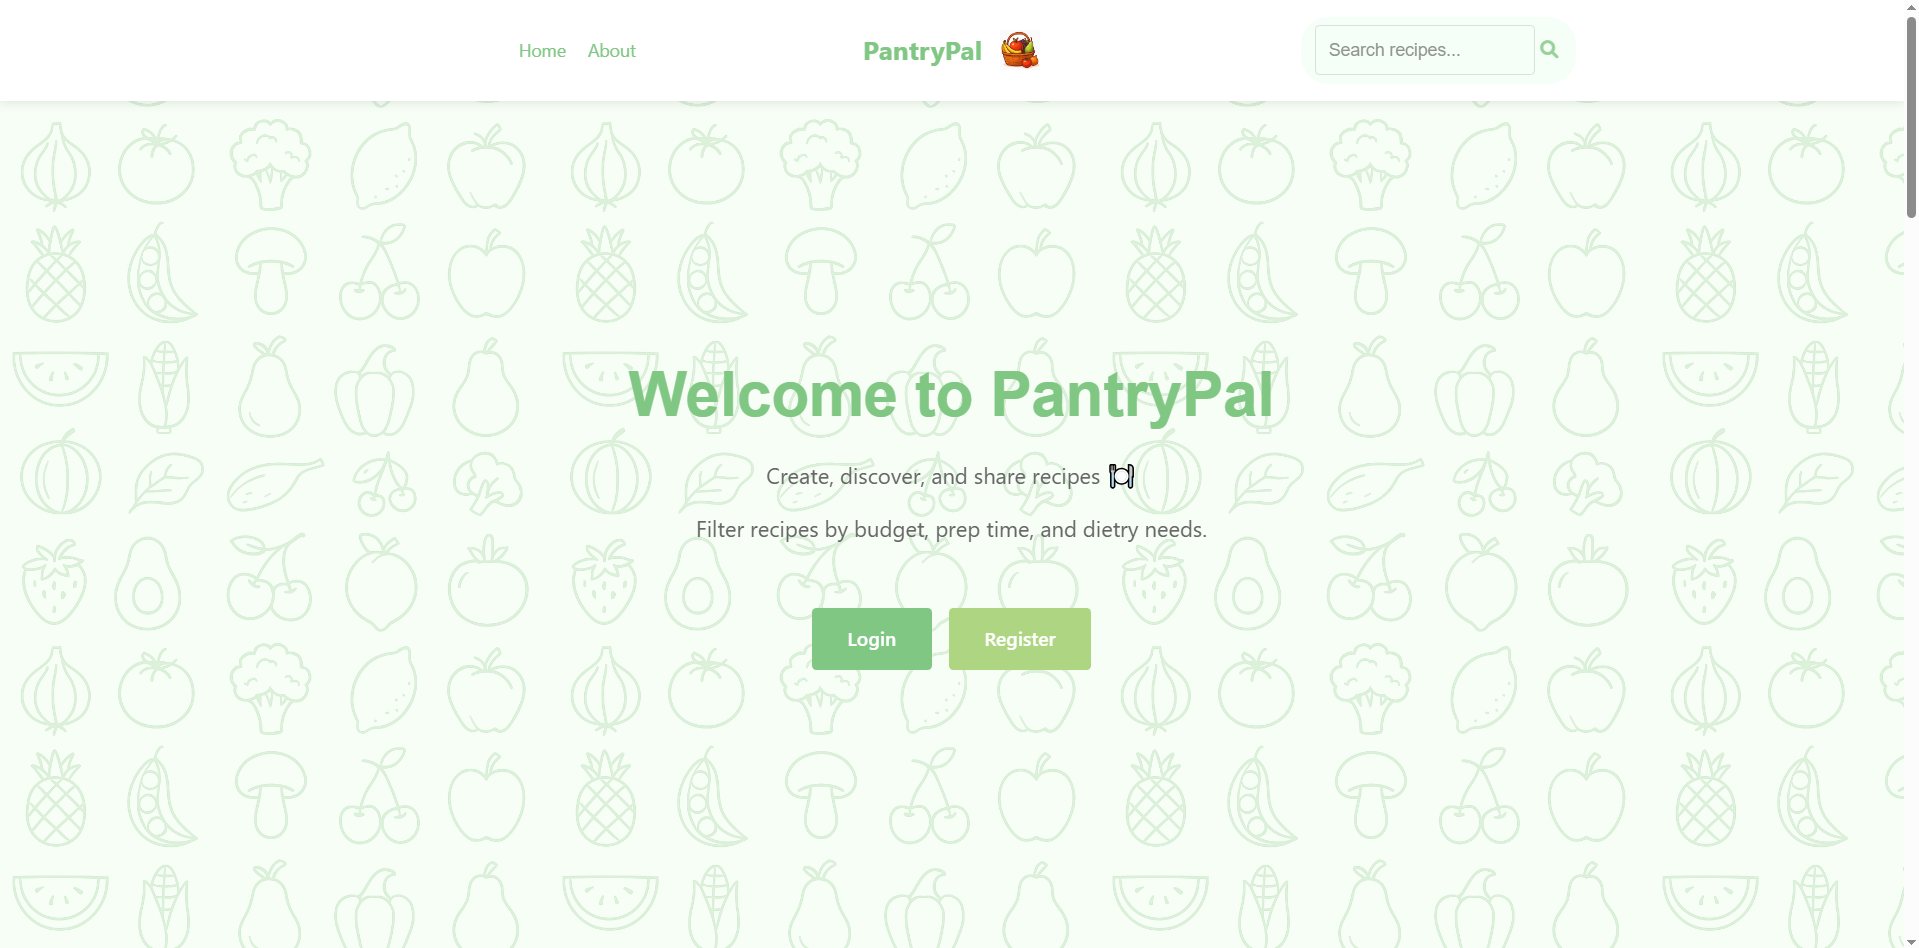 Home About PantryPal Search recipes...
Welcome to PantryPal
Create, discover, and share recipes 🍽
Filter recipes by budget, prep time, and dietry needs.
Login Register